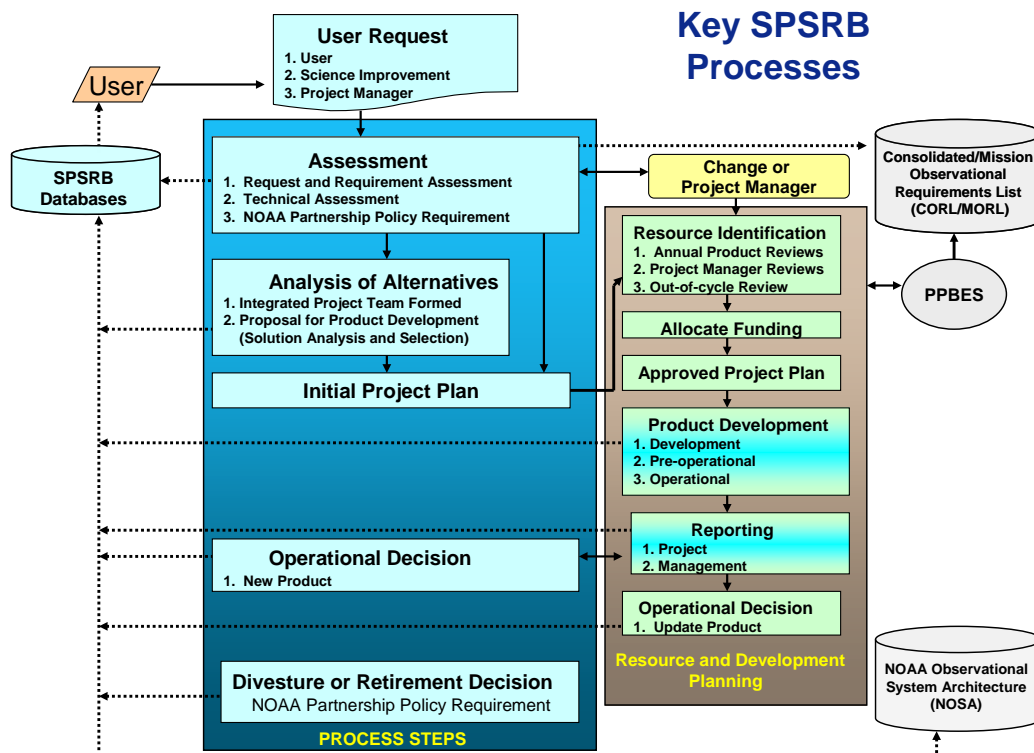 Key SPSRB
Processes
User Request
1. User
2. Science Improvement
3. Project Manager
User
SPSRB
Databases
Assessment
1. Request and Requirement Assessment
2. Technical Assessment
3. NOAA Partnership Policy Requirement
Change or
Project Manager
Consolidated/Mission
Observational
Requirements List
(CORL/MORL)
Analysis of Alternatives
1. Integrated Project Team Formed
2. Proposal for Product Development
(Solution Analysis and Selection)
Resource Identification
1. Annual Product Reviews
2. Project Manager Reviews
3. Out-of-cycle Review
PPBES
Allocate Funding
Initial Project Plan
Approved Project Plan
Product Development
1. Development
2. Pre-operational
3. Operational
Reporting
1. Project
2. Management
Operational Decision
1. New Product
Operational Decision
1. Update Product
Resource and Development
Planning
Divesture or Retirement Decision
NOAA Partnership Policy Requirement
PROCESS STEPS
NOAA Observational
System Architecture
(NOSA)